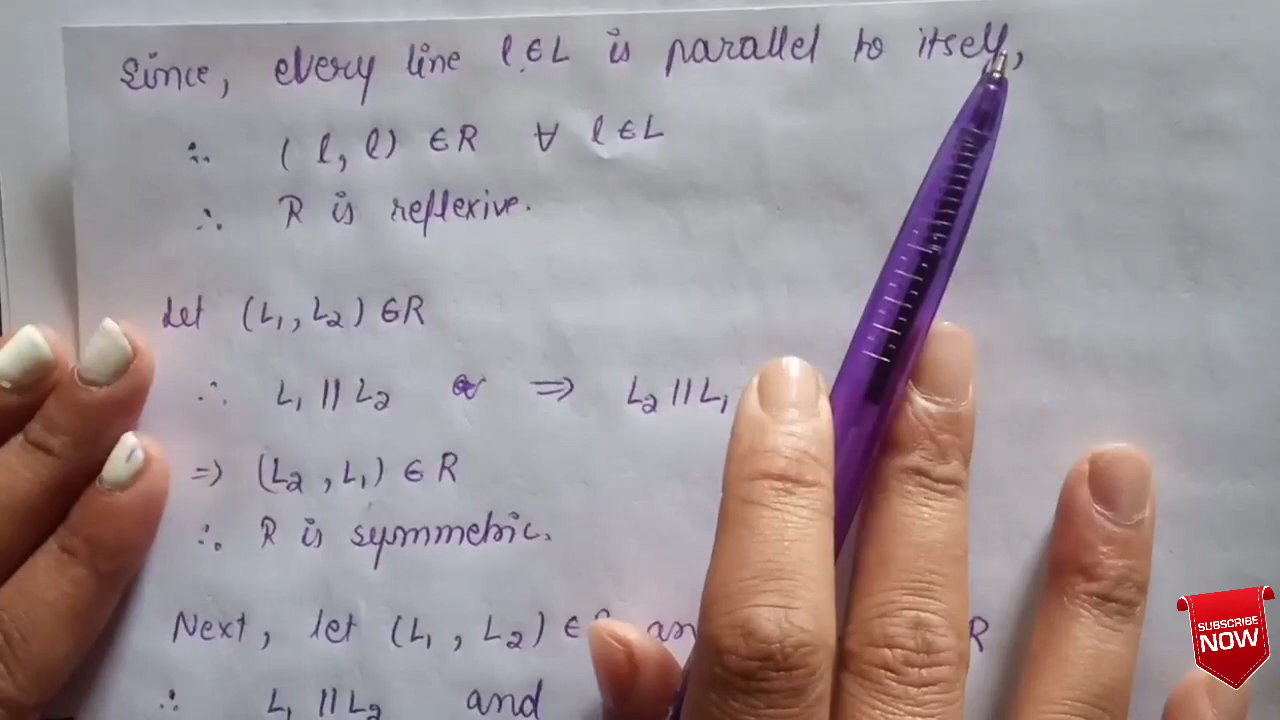 Since, every line l ∈ L is parallel to itself,
∴ (l, l) ∈ R ∀ l ∈ L
∴ R is reflexive.
Let (L₁, L₂) ∈ R
∴ L₁ || L₂ ⇒ L₂ || L₁
⇒ (L₂, L₁) ∈ R
∴ R is symmetric.
Next, let (L₁, L₂) ∈ R
∴ L₁ || L₂ and
SUBSCRIBE
NOW